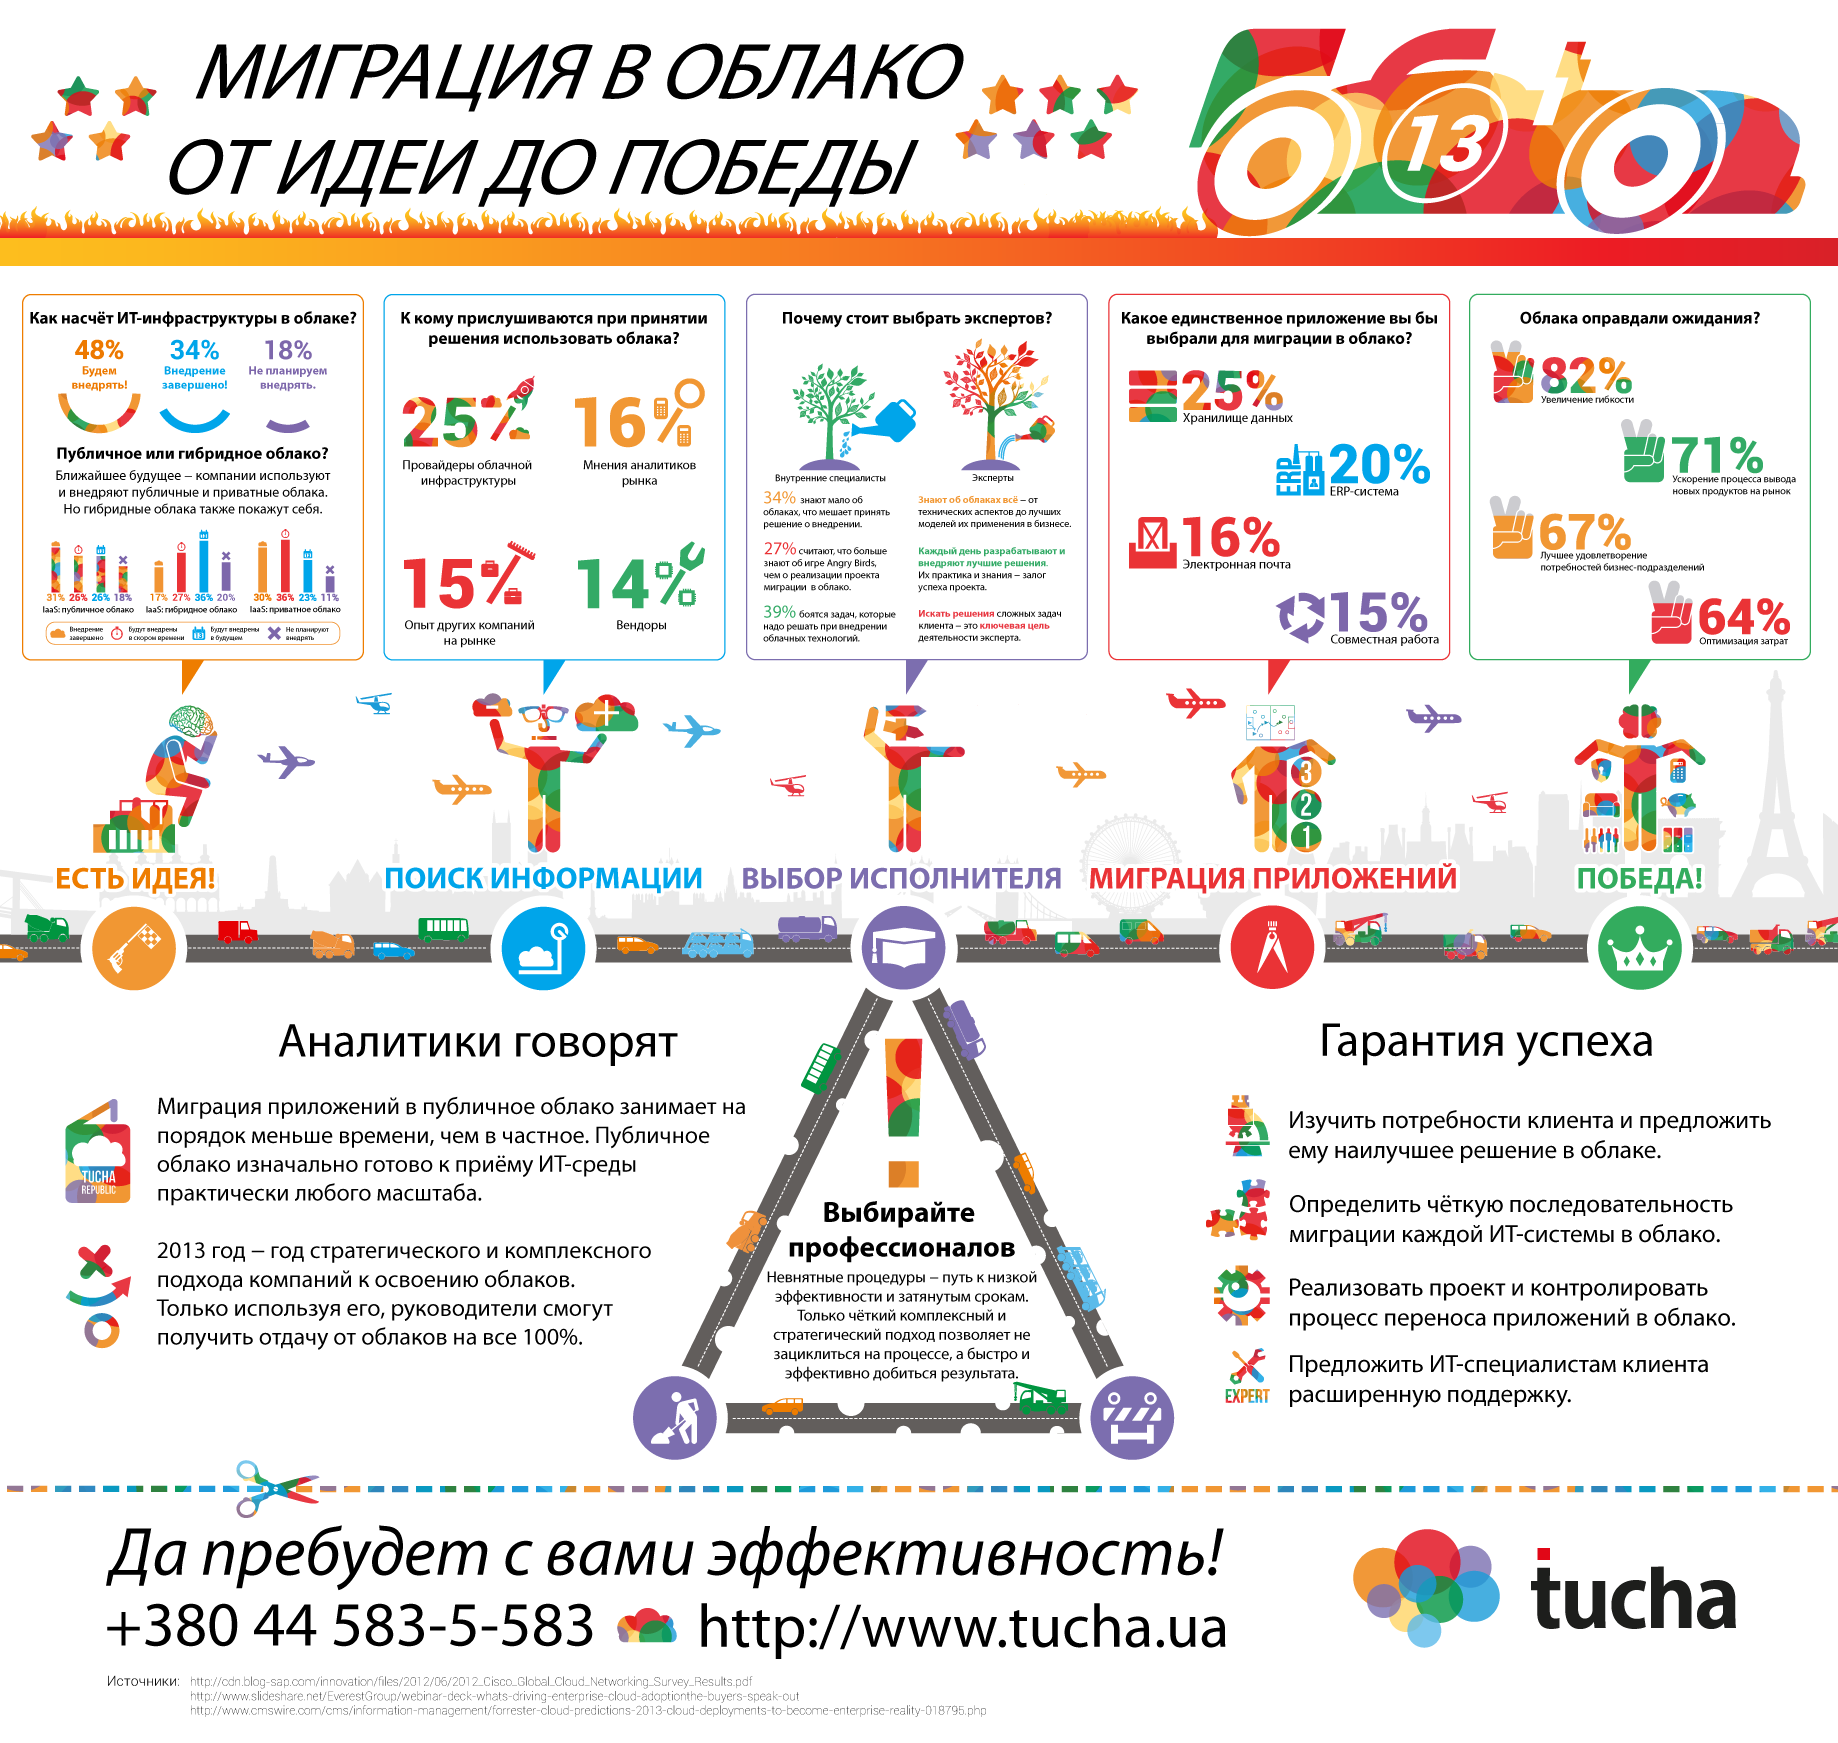 МИГРАЦИЯ В ОБЛАКО
ОТ ИДЕИ ДО ПОБЕДЫ
13
Как насчёт ИТ-инфраструктуры в облаке?
48%
Будем
внедрять!
34%
Внедрение
завершено!
18%
Не планируем
внедрять.
Публичное или гибридное облако?
Ближайшее будущее – компании используют
и внедряют публичные и приватные облака.
Но гибридные облака также покажут себя.
31% 26% 26% 18%
IaaS: публичное облако
17% 27% 36% 20%
IaaS: гибридное облако
30% 36% 23% 11%
IaaS: приватное облако
Внедрение
завершено
Будут внедрены
в скором времени
13
Будут внедрены
в будущем
Не планируют
внедрять
К кому прислушиваются при принятии
решения использовать облака?
25%
Провайдеры облачной
инфраструктуры
16%
Мнения аналитиков
рынка
15%
Опыт других компаний
на рынке
14%
Вендоры
Почему стоит выбрать экспертов?
Внутренние специалисты
34% знают мало об
облаках, что мешает принять
решение о внедрении.
27% считают, что больше
знают об игре Angry Birds,
чем о реализации проекта
миграции в облако.
39% боятся задач, которые
надо решать при внедрении
облачных технологий.
Эксперты
Знают об облаках всё – от
технических аспектов до лучших
моделей их применения в бизнесе.
Каждый день разрабатывают и
внедряют лучшие решения.
Их практика и знания – залог
успеха проекта.
Искать решения сложных задач
клиента – это ключевая цель
деятельности эксперта.
Какое единственное приложение вы бы
выбрали для миграции в облако?
25%
Хранилище данных
ERP
20%
ERP-система
16%
Электронная почта
15%
Совместная работа
Облака оправдали ожидания?
82%
Увеличение гибкости
71%
Ускорение процесса вывода
новых продуктов на рынок
67%
Лучшее удовлетворение
потребностей бизнес-подразделений
64%
Оптимизация затрат
3
2
1
ЕСТЬ ИДЕЯ!
ПОИСК ИНФОРМАЦИИ
ВЫБОР ИСПОЛНИТЕЛЯ
МИГРАЦИЯ ПРИЛОЖЕНИЙ
ПОБЕДА!
Аналитики говорят
TUCHA
REPUBLIC
Миграция приложений в публичное облако занимает на
порядок меньше времени, чем в частное. Публичное
облако изначально готово к приёму ИТ-среды
практически любого масштаба.
2013 год – год стратегического и комплексного
подхода компаний к освоению облаков.
Только используя его, руководители смогут
получить отдачу от облаков на все 100%.
!
Выбирайте
профессионалов
Невнятные процедуры – путь к низкой
эффективности и затянутым срокам.
Только чёткий комплексный и
стратегический подход позволяет не
зациклиться на процессе, а быстро и
эффективно добиться результата.
Гарантия успеха
Изучить потребности клиента и предложить
ему наилучшее решение в облаке.
Определить чёткую последовательность
миграции каждой ИТ-системы в облако.
Реализовать проект и контролировать
процесс переноса приложений в облако.
EXPERT
Предложить ИТ-специалистам клиента
расширенную поддержку.
Да пребудет с вами эффективность!
+380 44 583-5-583 http://www.tucha.ua
tucha
Источники: http://cdn.blog-sap.com/innovation/files/2012/06/2012_Cisco_Global_Cloud_Networking_Survey_Results.pdf
http://www.slideshare.net/EverestGroup/webinar-deck-whats-driving-enterprise-cloud-adoptionthe-buyers-speak-out
http://www.cmswire.com/cms/information-management/forrester-cloud-predictions-2013-cloud-deployments-to-become-enterprise-reality-018795.php